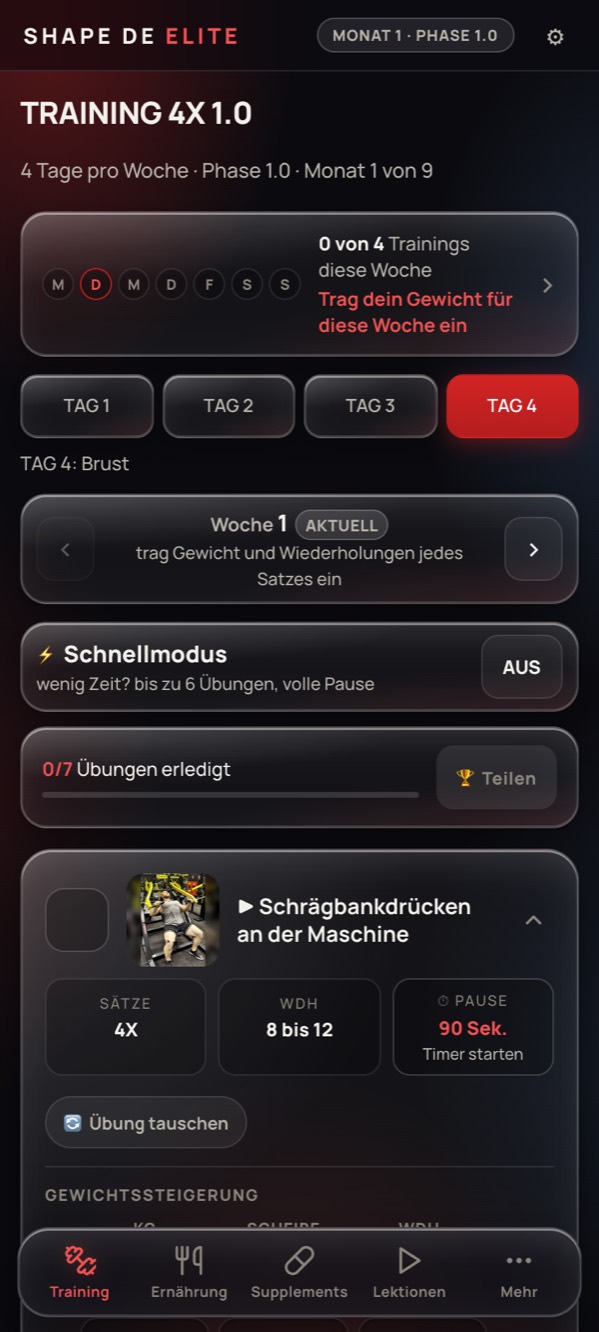 SHAPE DE ELITE
MONAT 1 · PHASE 1.0
TRAINING 4X 1.0
4 Tage pro Woche · Phase 1.0 · Monat 1 von 9
M D M D F S S
0 von 4 Trainings
diese Woche
Trag dein Gewicht für
diese Woche ein
TAG 1
TAG 2
TAG 3
TAG 4
TAG 4: Brust
Woche 1 AKTUELL
trag Gewicht und Wiederholungen jedes
Satzes ein
Schnellmodus
wenig Zeit? bis zu 6 Übungen, volle Pause
AUS
0/7 Übungen erledigt
Teilen
Schrägbankdrücken
an der Maschine
SÄTZE
4X
WDH
8 bis 12
PAUSE
90 Sek.
Timer starten
Übung tauschen
GEWICHTSSTEIGERUNG
KG SCHEIBE WDH
Training
Ernährung
Supplements
Lektionen
Mehr